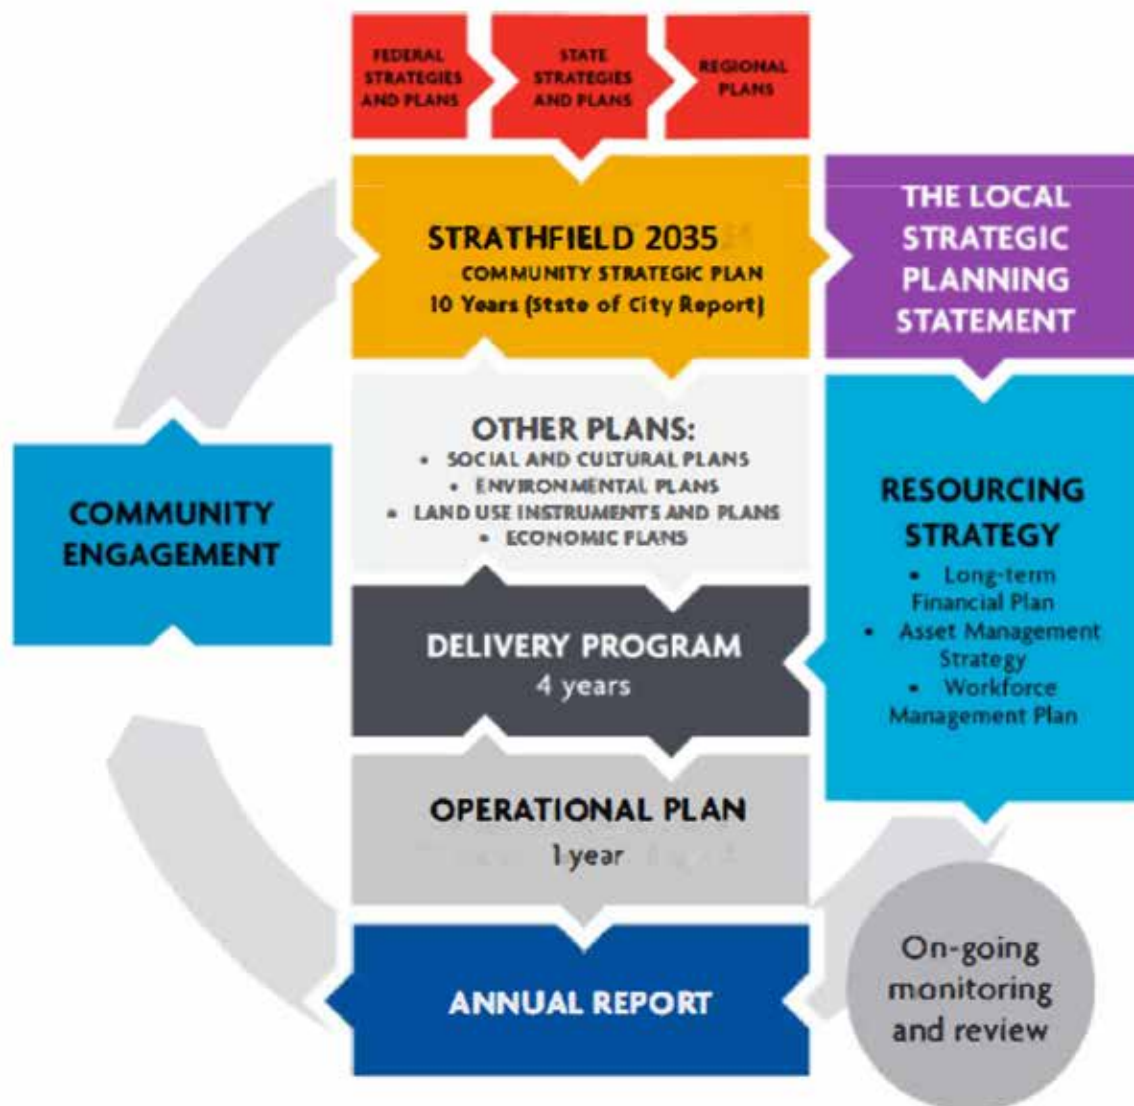 FEDERAL
STRATEGIES
AND PLANS
STATE
STRATEGIES
AND PLANS
REGIONAL
PLANS
STRATHFIELD 2035
COMMUNITY STRATEGIC PLAN
10 Years (State of City Report)
THE LOCAL
STRATEGIC
PLANNING
STATEMENT
OTHER PLANS:
• SOCIAL AND CULTURAL PLANS
• ENVIRONMENTAL PLANS
• LAND USE INSTRUMENTS AND PLANS
• ECONOMIC PLANS
COMMUNITY
ENGAGEMENT
RESOURCING
STRATEGY
• Long-term
Financial Plan
• Asset Management
Strategy
• Workforce
Management Plan
DELIVERY PROGRAM
4 years
OPERATIONAL PLAN
1 year
ANNUAL REPORT
On-going
monitoring
and review